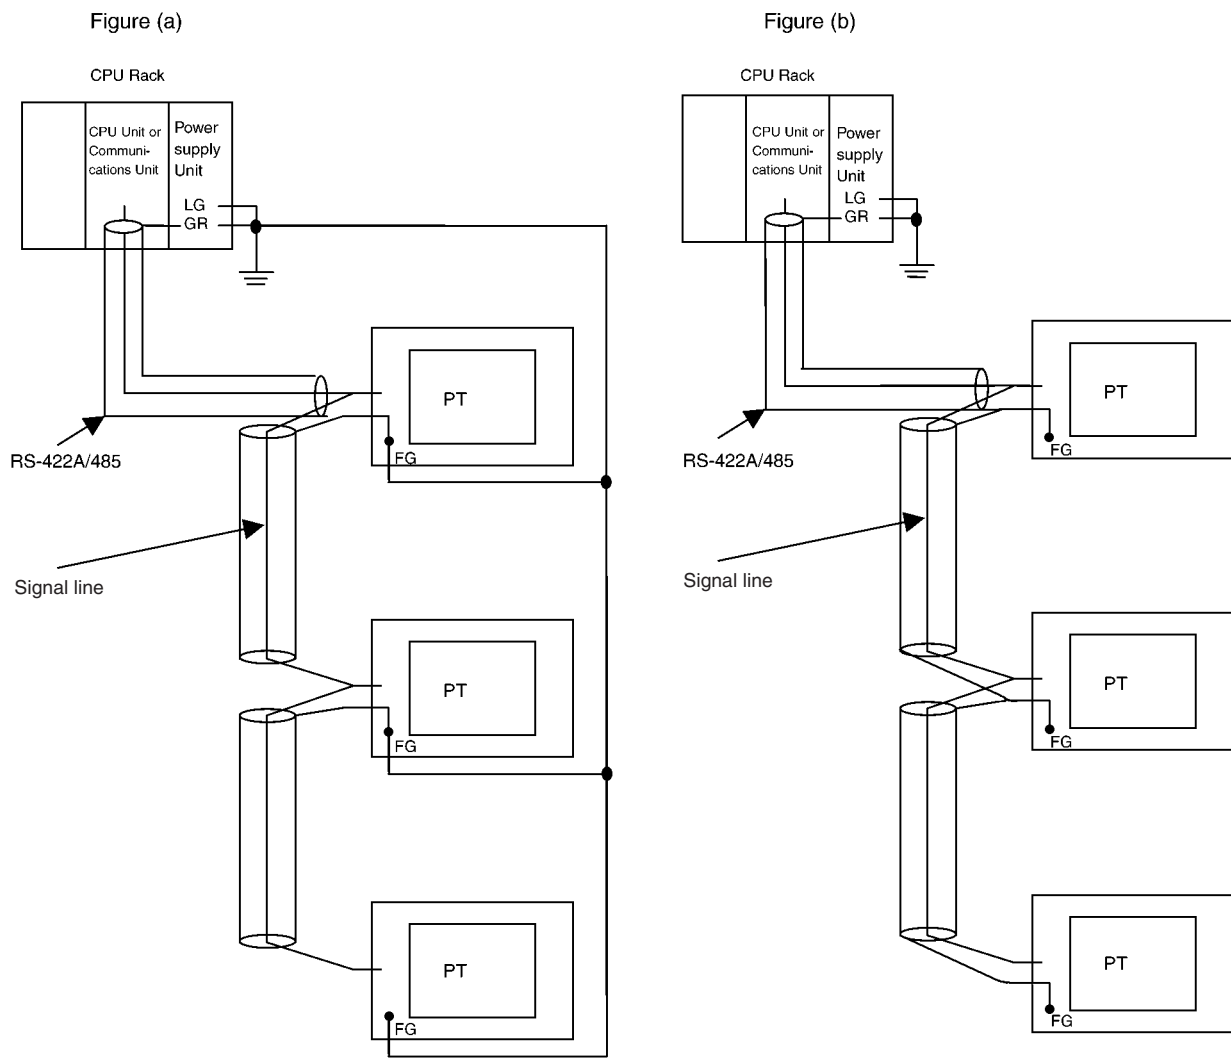 Figure (a)
CPU Rack
CPU Unit or
Communi-
cations Unit
Power
supply
Unit
LG
GR
PT
FG
RS-422A/485
Signal line
PT
FG
PT
FG
Figure (b)
CPU Rack
CPU Unit or
Communi-
cations Unit
Power
supply
Unit
LG
GR
PT
FG
RS-422A/485
Signal line
PT
FG
PT
FG